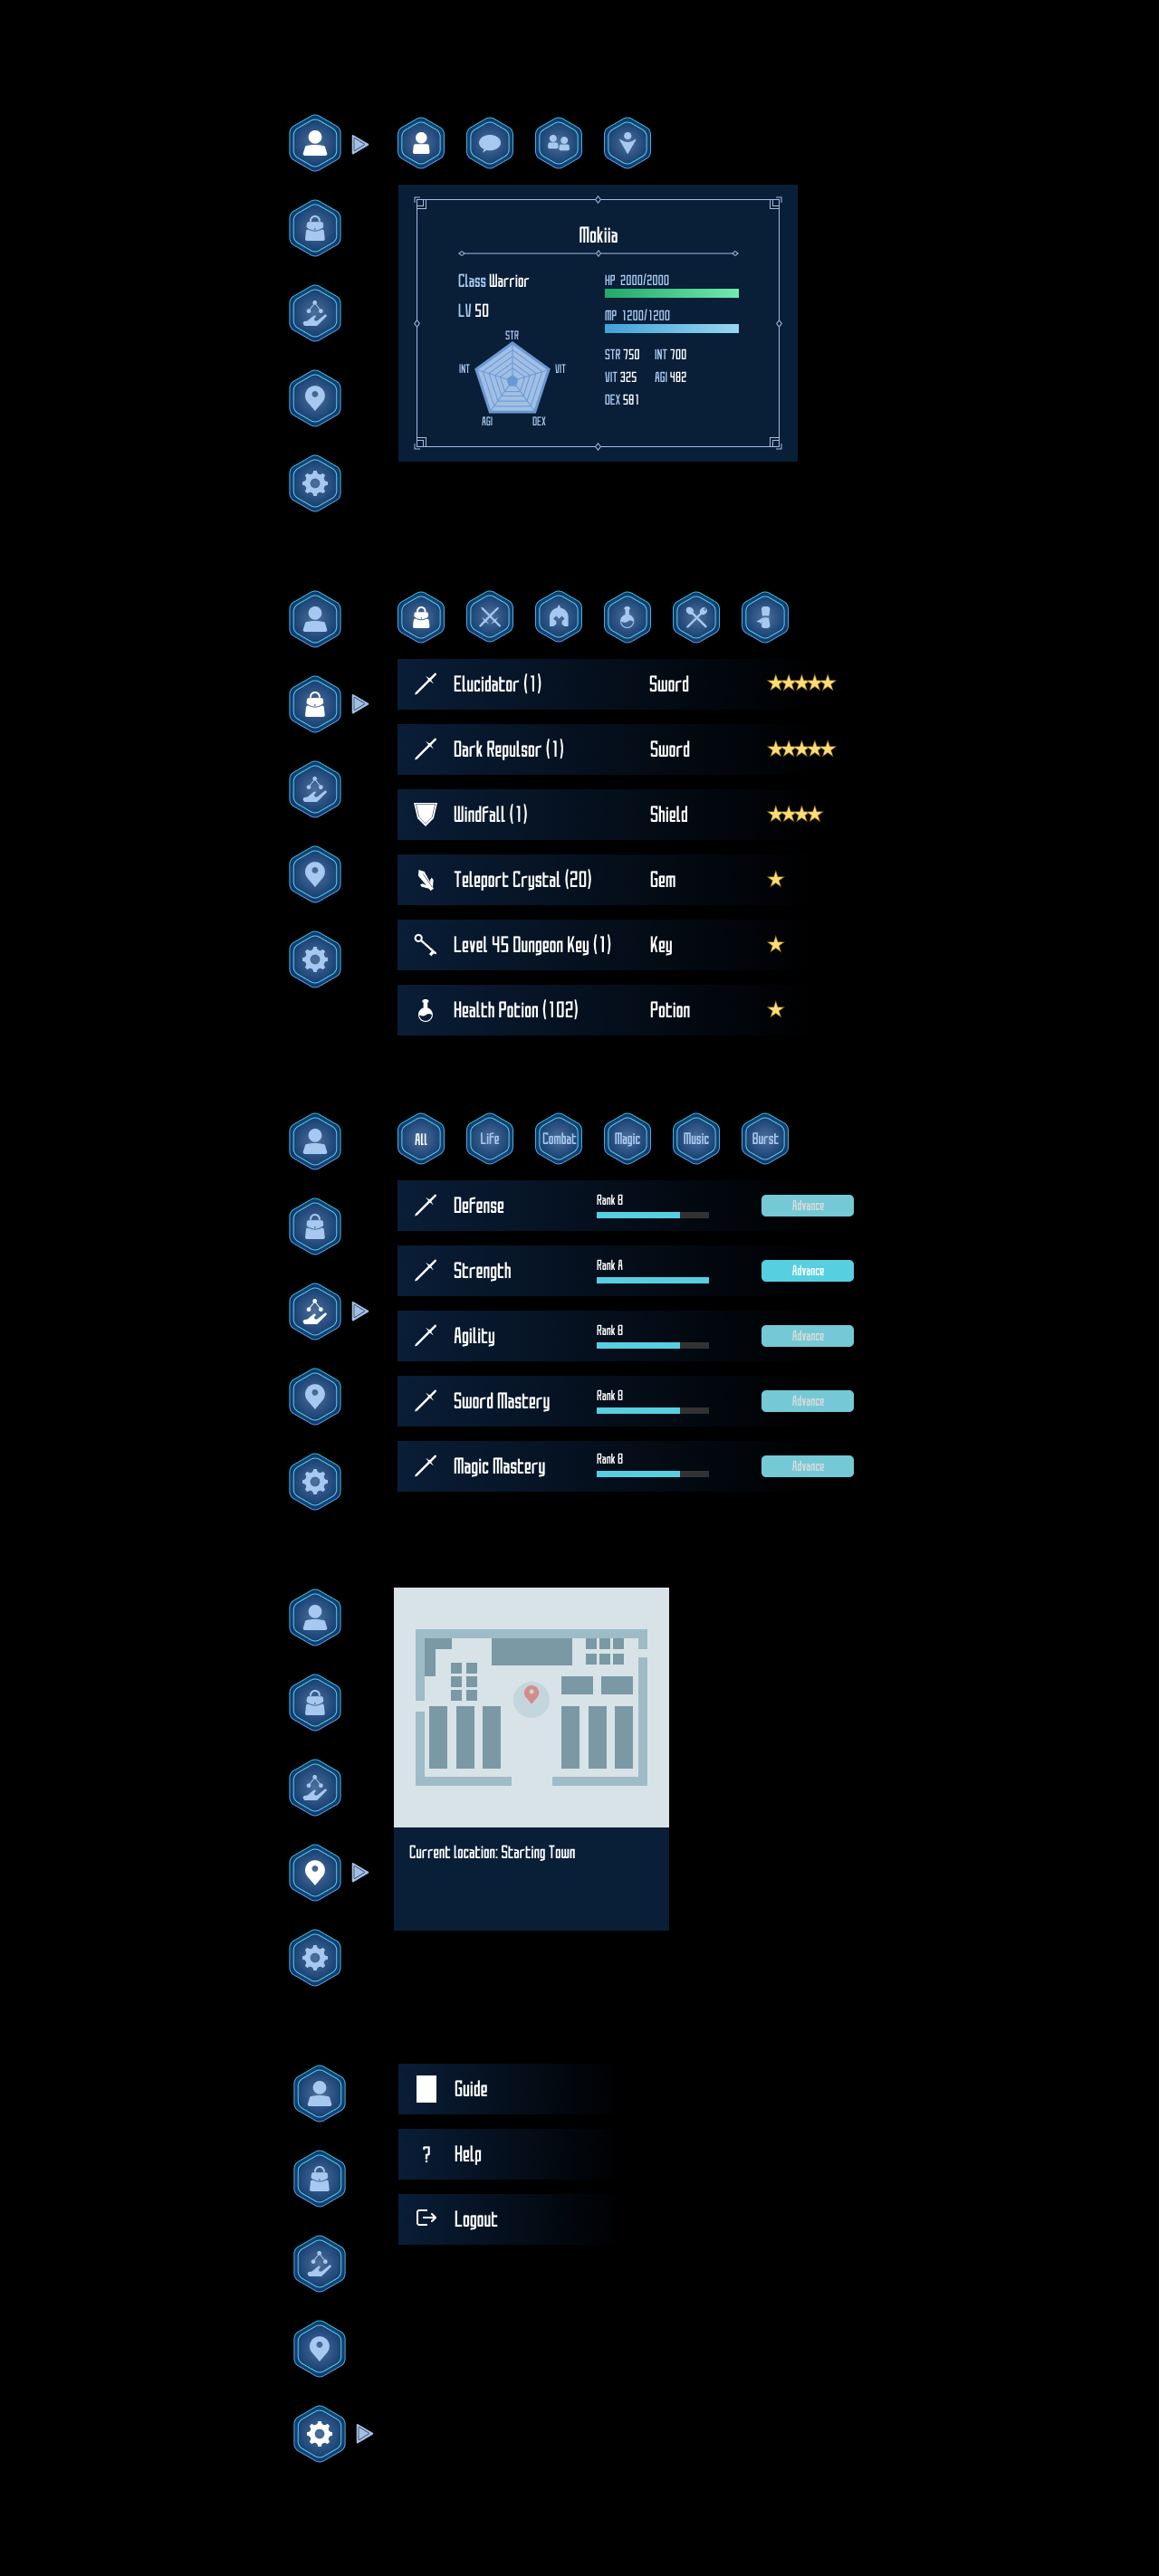 Mokiia
Class Warrior
LV 50
STR
INT
VIT
AGI
DEX
HP 2000/2000
MP 1200/1200
STR 750 INT 700
VIT 325 AGI 482
DEX 581
Elucidator (1) Sword
Dark Repulsor (1) Sword
Windfall (1) Shield
Teleport Crystal (20) Gem
Level 45 Dungeon Key (1) Key
Health Potion (102) Potion
All Life Combat Magic Music Burst
Defense Rank B Advance
Strength Rank A Advance
Agility Rank B Advance
Sword Mastery Rank B Advance
Magic Mastery Rank B Advance
Current location: Starting Town
Guide
? Help
Logout